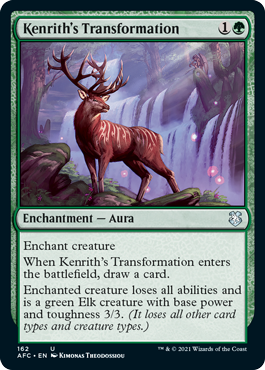 Kenrith's Transformation 1
Enchantment — Aura
Enchant creature
When Kenrith's Transformation enters
the battlefield, draw a card.
Enchanted creature loses all abilities and
is a green Elk creature with base power
and toughness 3/3. (It loses all other card
types and creature types.)
162 U
AFC • EN KIMONAS THEODOSSIOU
™ & © 2021 Wizards of the Coast